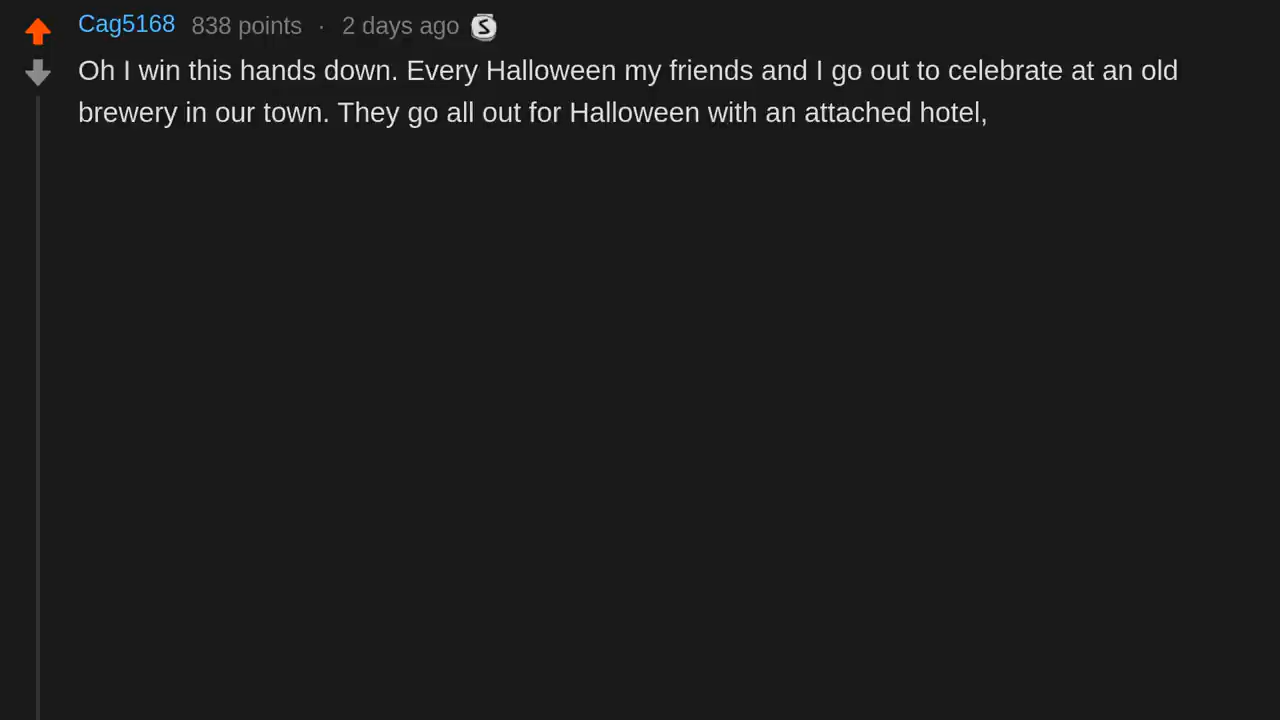 Cag5168 838 points · 2 days ago S
Oh I win this hands down. Every Halloween my friends and I go out to celebrate at an old
brewery in our town. They go all out for Halloween with an attached hotel,